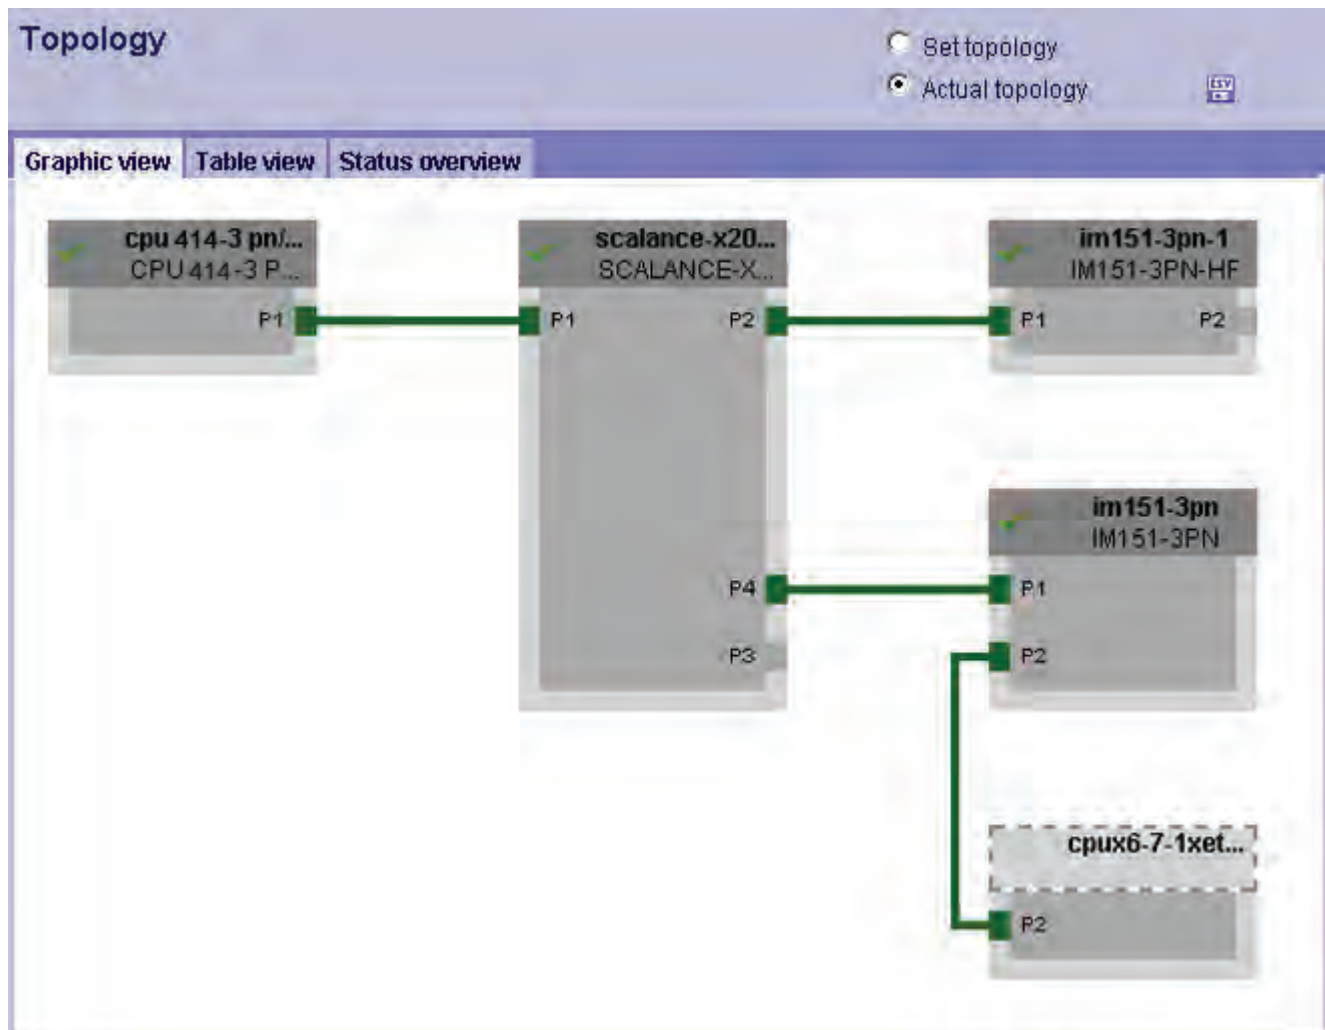 Topology
Set topology
Actual topology
Graphic view Table view Status overview
cpu 414-3 pn/...
CPU 414-3 P...
P1
scalance-x20...
SCALANCE-X...
P1 P2
P4
P3
im151-3pn-1
IM151-3PN-HF
P1 P2
im151-3pn
IM151-3PN
P1
P2
cpux6-7-1xet...
P2